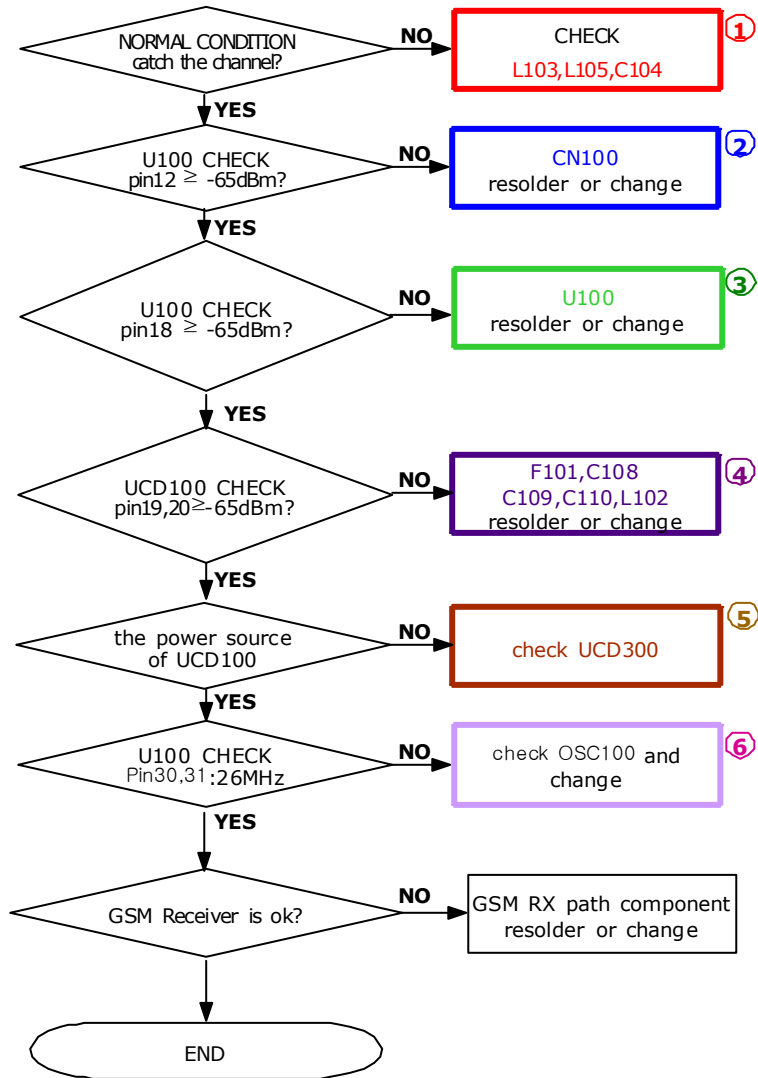 NORMAL CONDITION
catch the channel?
NO
CHECK
L103,L105,C104
1
YES
U100 CHECK
pin12 ≥ -65dBm?
NO
CN100
resolder or change
2
YES
U100 CHECK
pin18 ≥ -65dBm?
NO
U100
resolder or change
3
YES
UCD100 CHECK
pin19,20≥-65dBm?
NO
F101,C108
C109,C110,L102
resolder or change
4
YES
the power source
of UCD100
NO
check UCD300
5
YES
U100 CHECK
Pin30,31:26MHz
NO
check OSC100 and
change
6
YES
GSM Receiver is ok?
NO
GSM RX path component
resolder or change
END